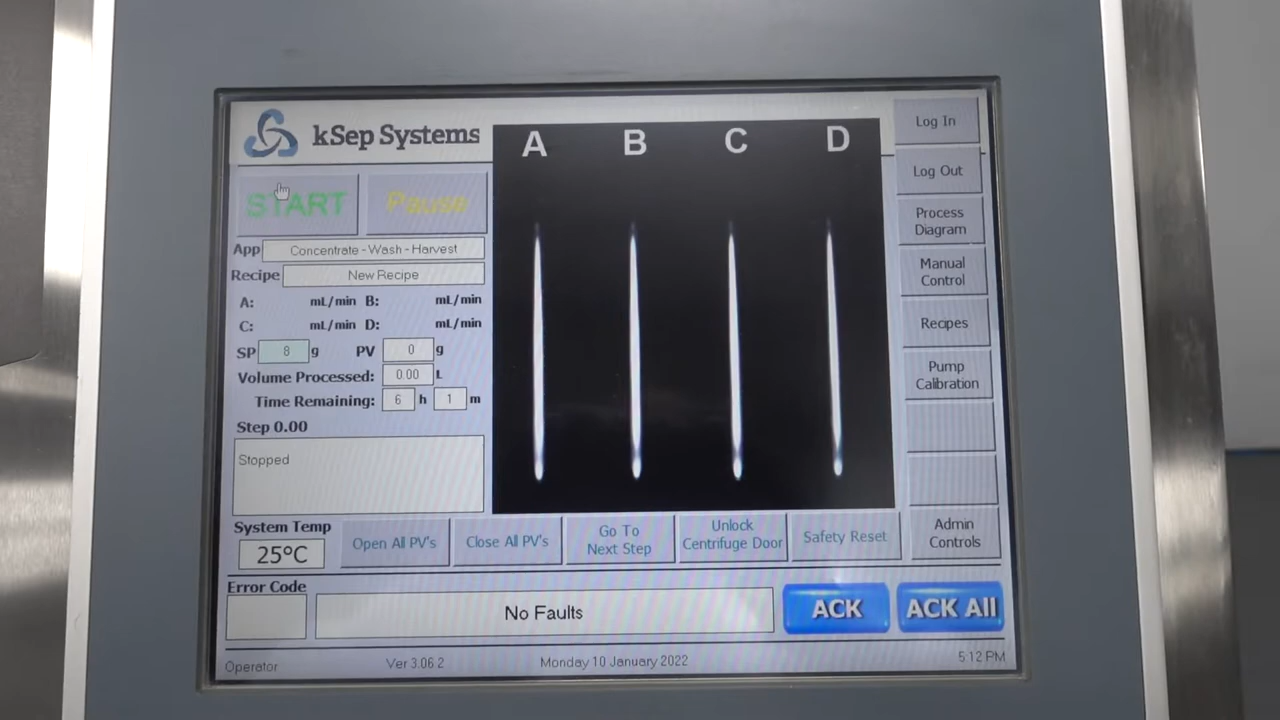 kSep Systems
A B C D
Log In
Log Out
START Pause
Process
Diagram
App Concentrate - Wash - Harvest
Recipe New Recipe
Manual
Control
A: mL/min B: mL/min
C: mL/min D: mL/min
Recipes
SP 8 g PV 0 g
Volume Processed: 0.00 L
Pump
Calibration
Time Remaining: 6 h 1 m
Step 0.00
Stopped
System Temp
25°C
Open All PV's
Close All PV's
Go To
Next Step
Unlock
Centrifuge Door
Safety Reset
Admin
Controls
Error Code
No Faults
ACK
ACK All
Operator Ver 3.06.2 Monday 10 January 2022 5:12 PM